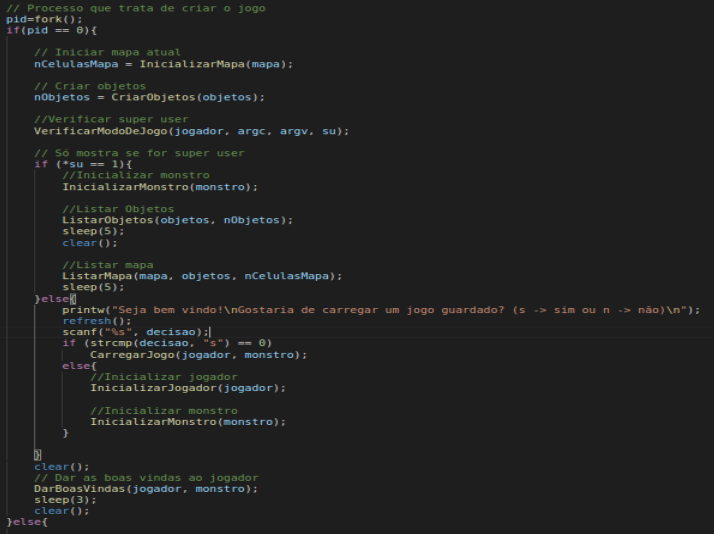 // Processo que trata de criar o jogo
pid=fork();
if(pid == 0){
// Iniciar mapa atual
nCelulasMapa = InicializarMapa(mapa);
// Criar objetos
nObjetos = CriarObjetos(objetos);
//Verificar super user
VerificarModoDeJogo(jogador, argc, argv, su);
// Só mostra se for super user
if (*su == 1){
//Inicializar monstro
InicializarMonstro(monstro);
//Listar Objetos
ListarObjetos(objetos, nObjetos);
sleep(5);
clear();
//Listar mapa
ListarMapa(mapa, objetos, nCelulasMapa);
sleep(5);
}else{
printw("Seja bem vindo!\nGostaria de carregar um jogo guardado? (s -> sim ou n -> não)\n");
refresh();
scanf("%s", decisao);
if (strcmp(decisao, "s") == 0)
CarregarJogo(jogador, monstro);
else{
//Inicializar jogador
InicializarJogador(jogador);
//Inicializar monstro
InicializarMonstro(monstro);
}
}
clear();
// Dar as boas vindas ao jogador
DarBoasVindas(jogador, monstro);
sleep(3);
clear();
}else{